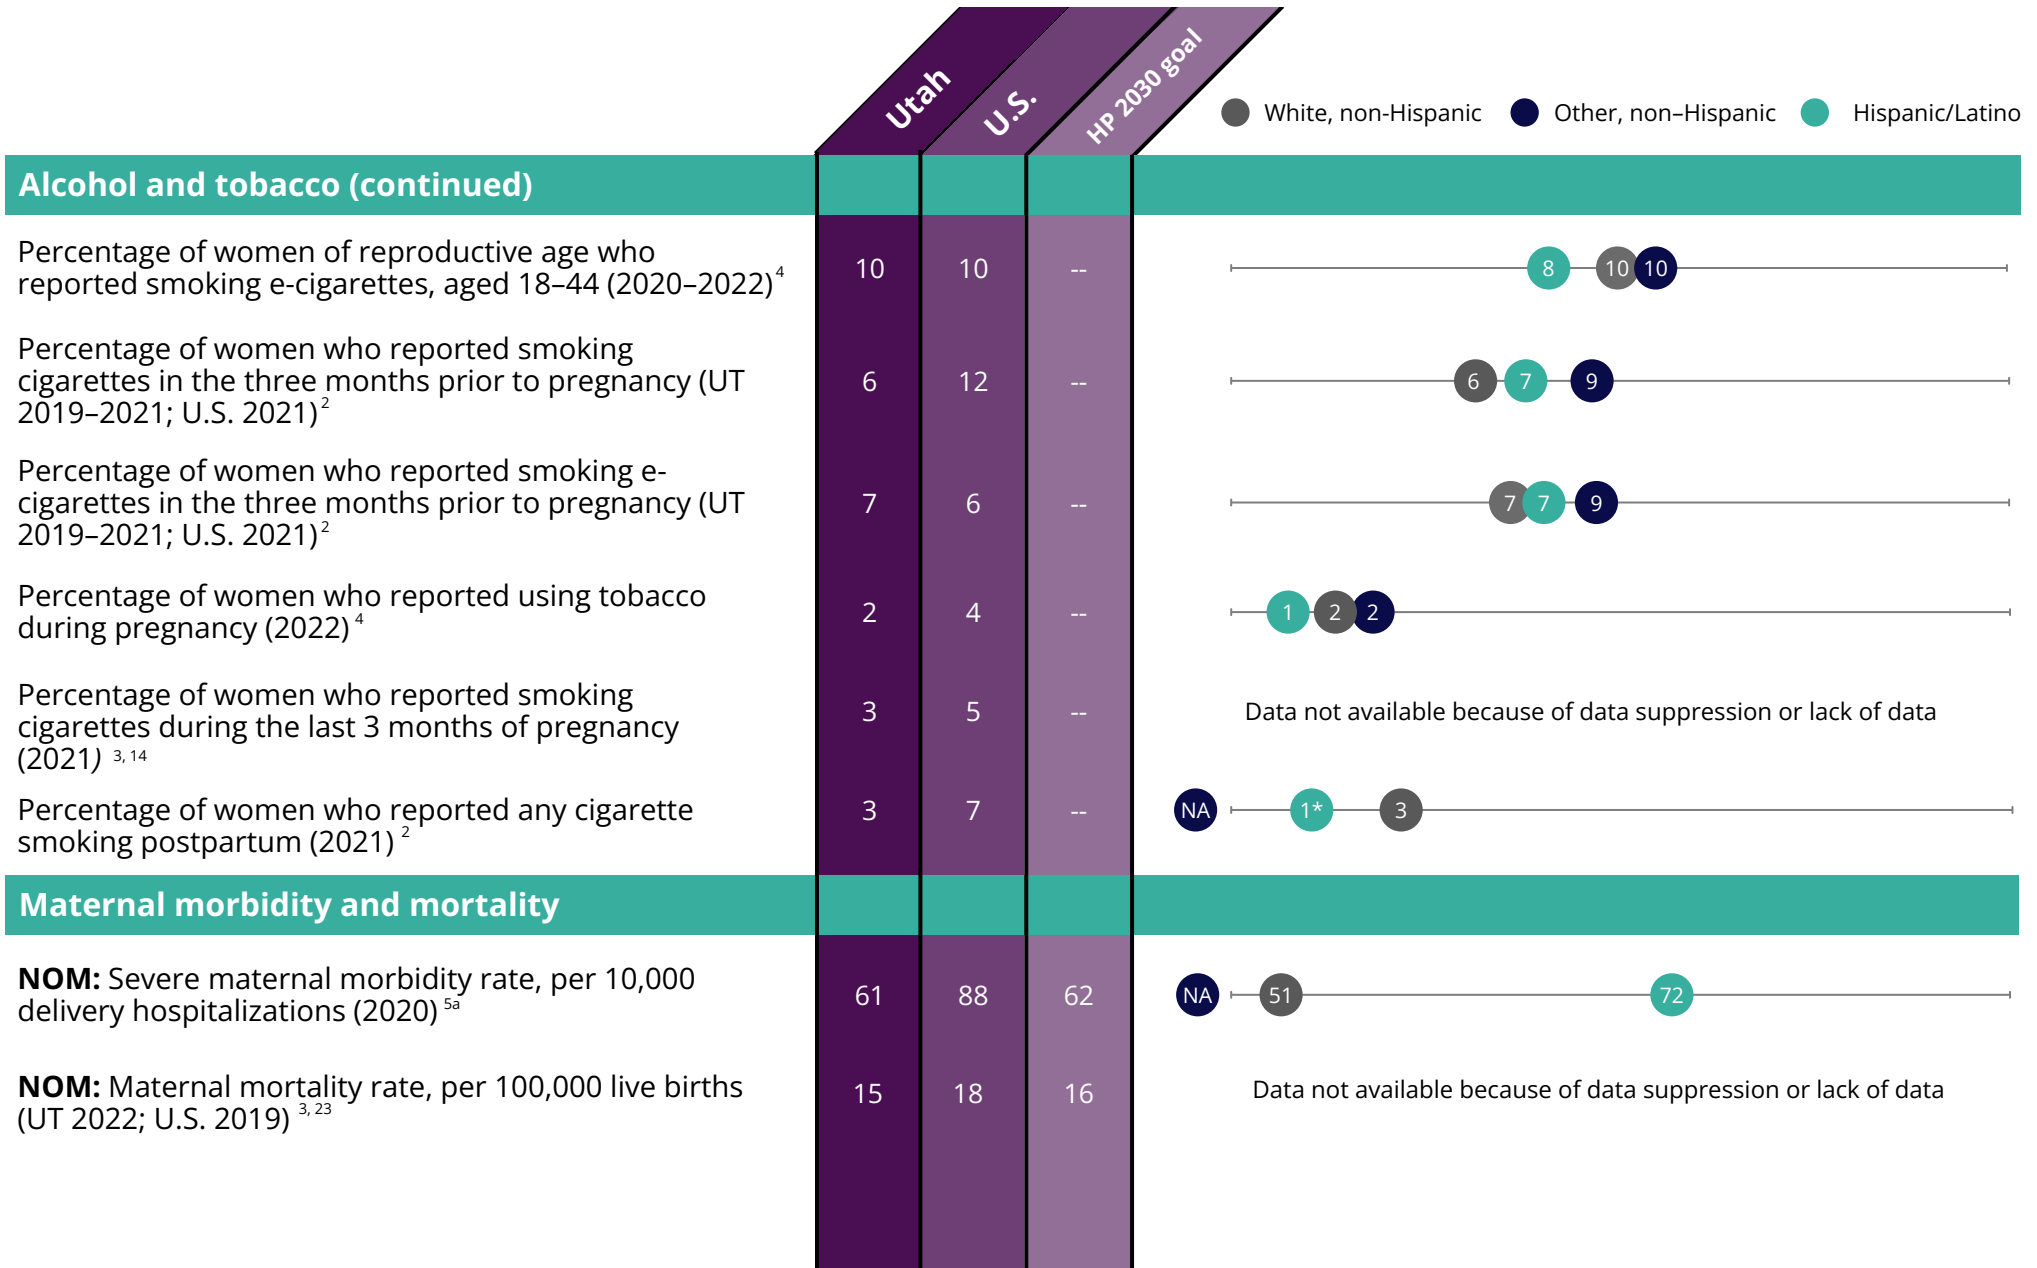 Utah
U.S.
HP 2030 goal
White, non-Hispanic
Other, non–Hispanic
Hispanic/Latino
Alcohol and tobacco (continued)
Percentage of women of reproductive age who
reported smoking e-cigarettes, aged 18–44 (2020–2022) 4
10 10 --
8 10 10
Percentage of women who reported smoking
cigarettes in the three months prior to pregnancy (UT
2019–2021; U.S. 2021) 2
6 12 --
6 7 9
Percentage of women who reported smoking e-
cigarettes in the three months prior to pregnancy (UT
2019–2021; U.S. 2021) 2
7 6 --
7 7 9
Percentage of women who reported using tobacco
during pregnancy (2022) 4
2 4 --
1 2 2
Percentage of women who reported smoking
cigarettes during the last 3 months of pregnancy
(2021) 3, 14
3 5 --
Data not available because of data suppression or lack of data
Percentage of women who reported any cigarette
smoking postpartum (2021) 2
3 7 --
NA 1* 3
Maternal morbidity and mortality
NOM: Severe maternal morbidity rate, per 10,000
delivery hospitalizations (2020) 5a
61 88 62
NA 51 72
NOM: Maternal mortality rate, per 100,000 live births
(UT 2022; U.S. 2019) 3, 23
15 18 16
Data not available because of data suppression or lack of data